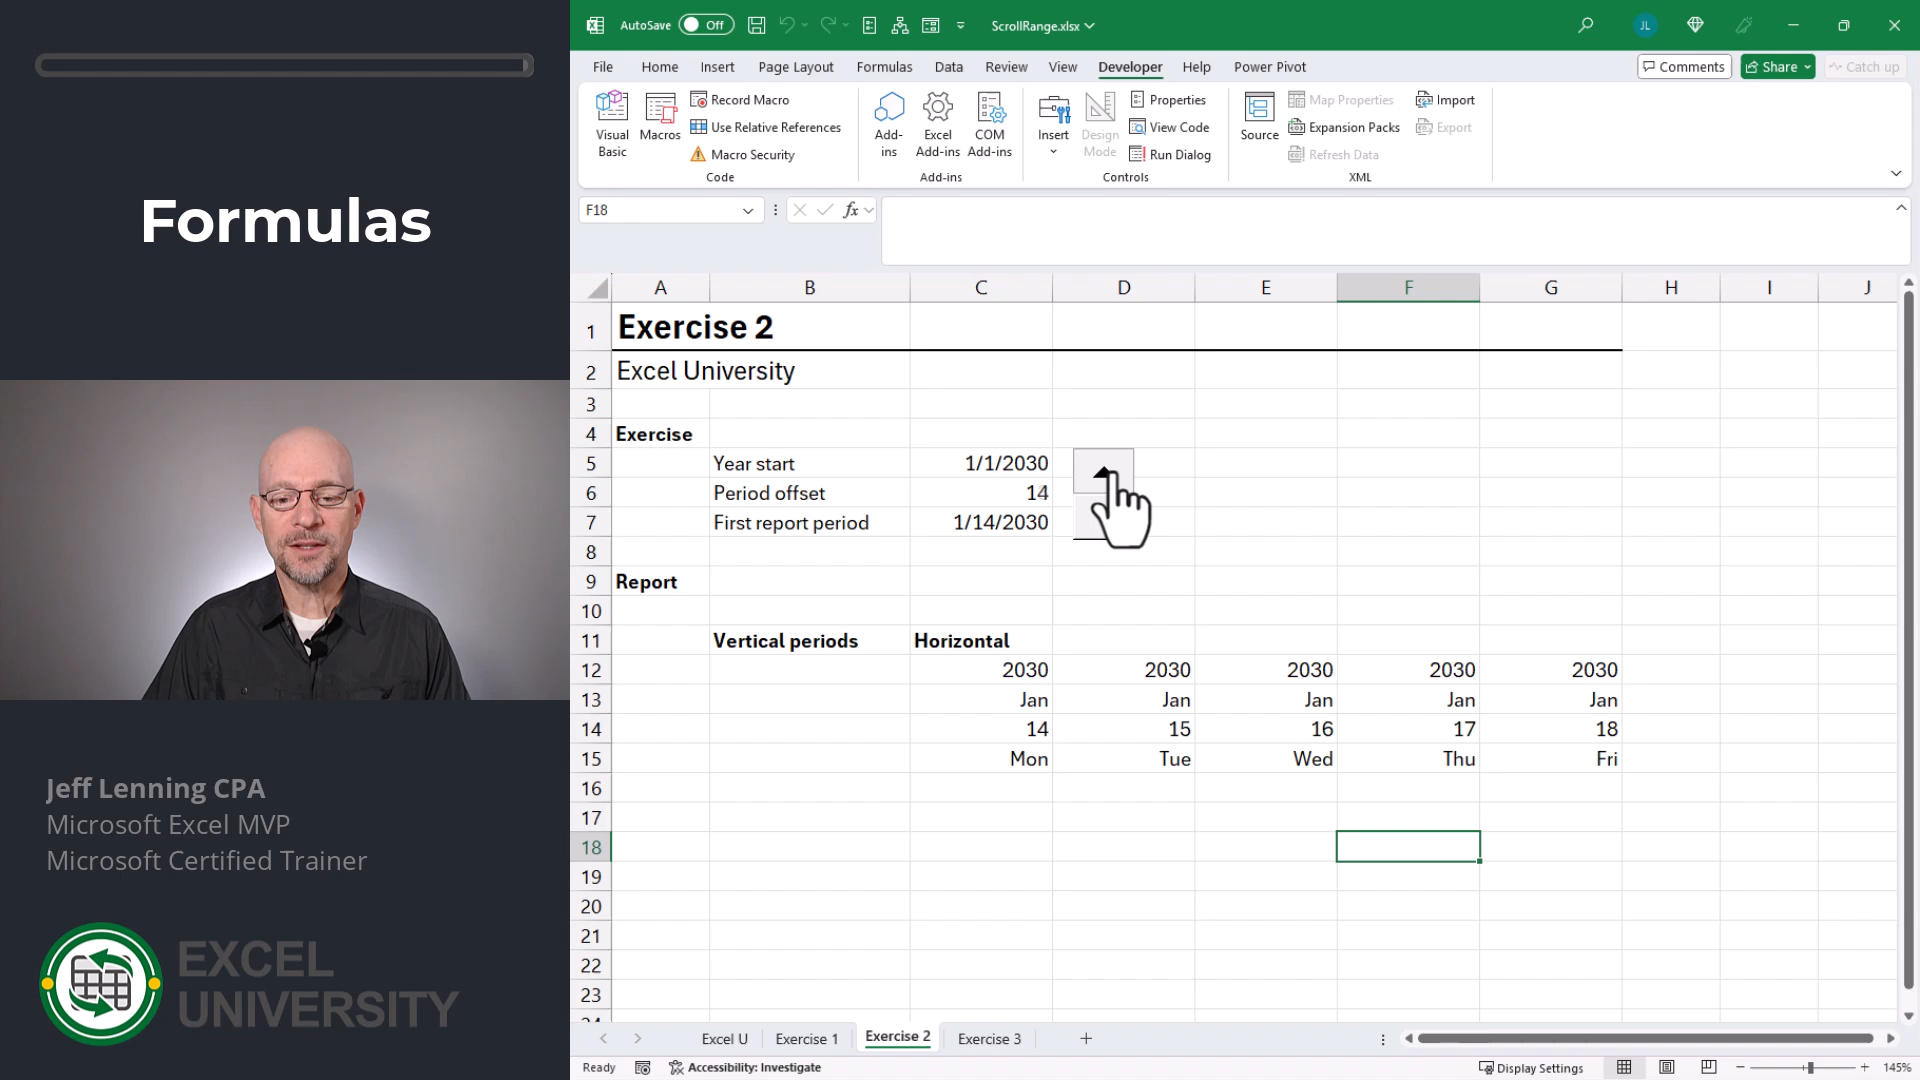 Formulas
Jeff Lenning CPA
Microsoft Excel MVP
Microsoft Certified Trainer
EXCEL
UNIVERSITY
AutoSave Off ScrollRange.xlsx JL
File Home Insert Page Layout Formulas Data Review View Developer Help Power Pivot Comments Share Catch up
Visual Basic
Macros
Record Macro
Use Relative References
Macro Security
Code
Add-ins
Excel Add-ins
COM Add-ins
Add-ins
Insert
Design Mode
Properties
View Code
Run Dialog
Controls
Source
Map Properties
Expansion Packs
Refresh Data
Import
Export
XML
F18 fx
A B C D E F G H I J
1 Exercise 2
2 Excel University
3
4 Exercise
5 Year start 1/1/2030
6 Period offset 14
7 First report period 1/14/2030
8
9 Report
10
11 Vertical periods Horizontal
12 2030 2030 2030 2030 2030
13 Jan Jan Jan Jan Jan
14 14 15 16 17 18
15 Mon Tue Wed Thu Fri
16
17
18
19
20
21
22
23
24
Excel U Exercise 1 Exercise 2 Exercise 3
Ready Accessibility: Investigate Display Settings 145%